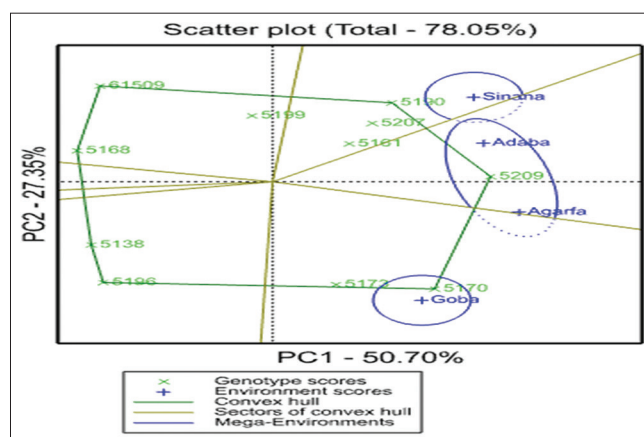 Scatter plot (Total - 78.05%)
61509
5190
Sinana
5199
5207
5161
Adaba
5168
5209
Agarfa
5138
5196
5173
5170
Goba
PC2 - 27.35%
PC1 - 50.70%
Genotype scores
Environment scores
Convex hull
Sectors of convex hull
Mega-Environments